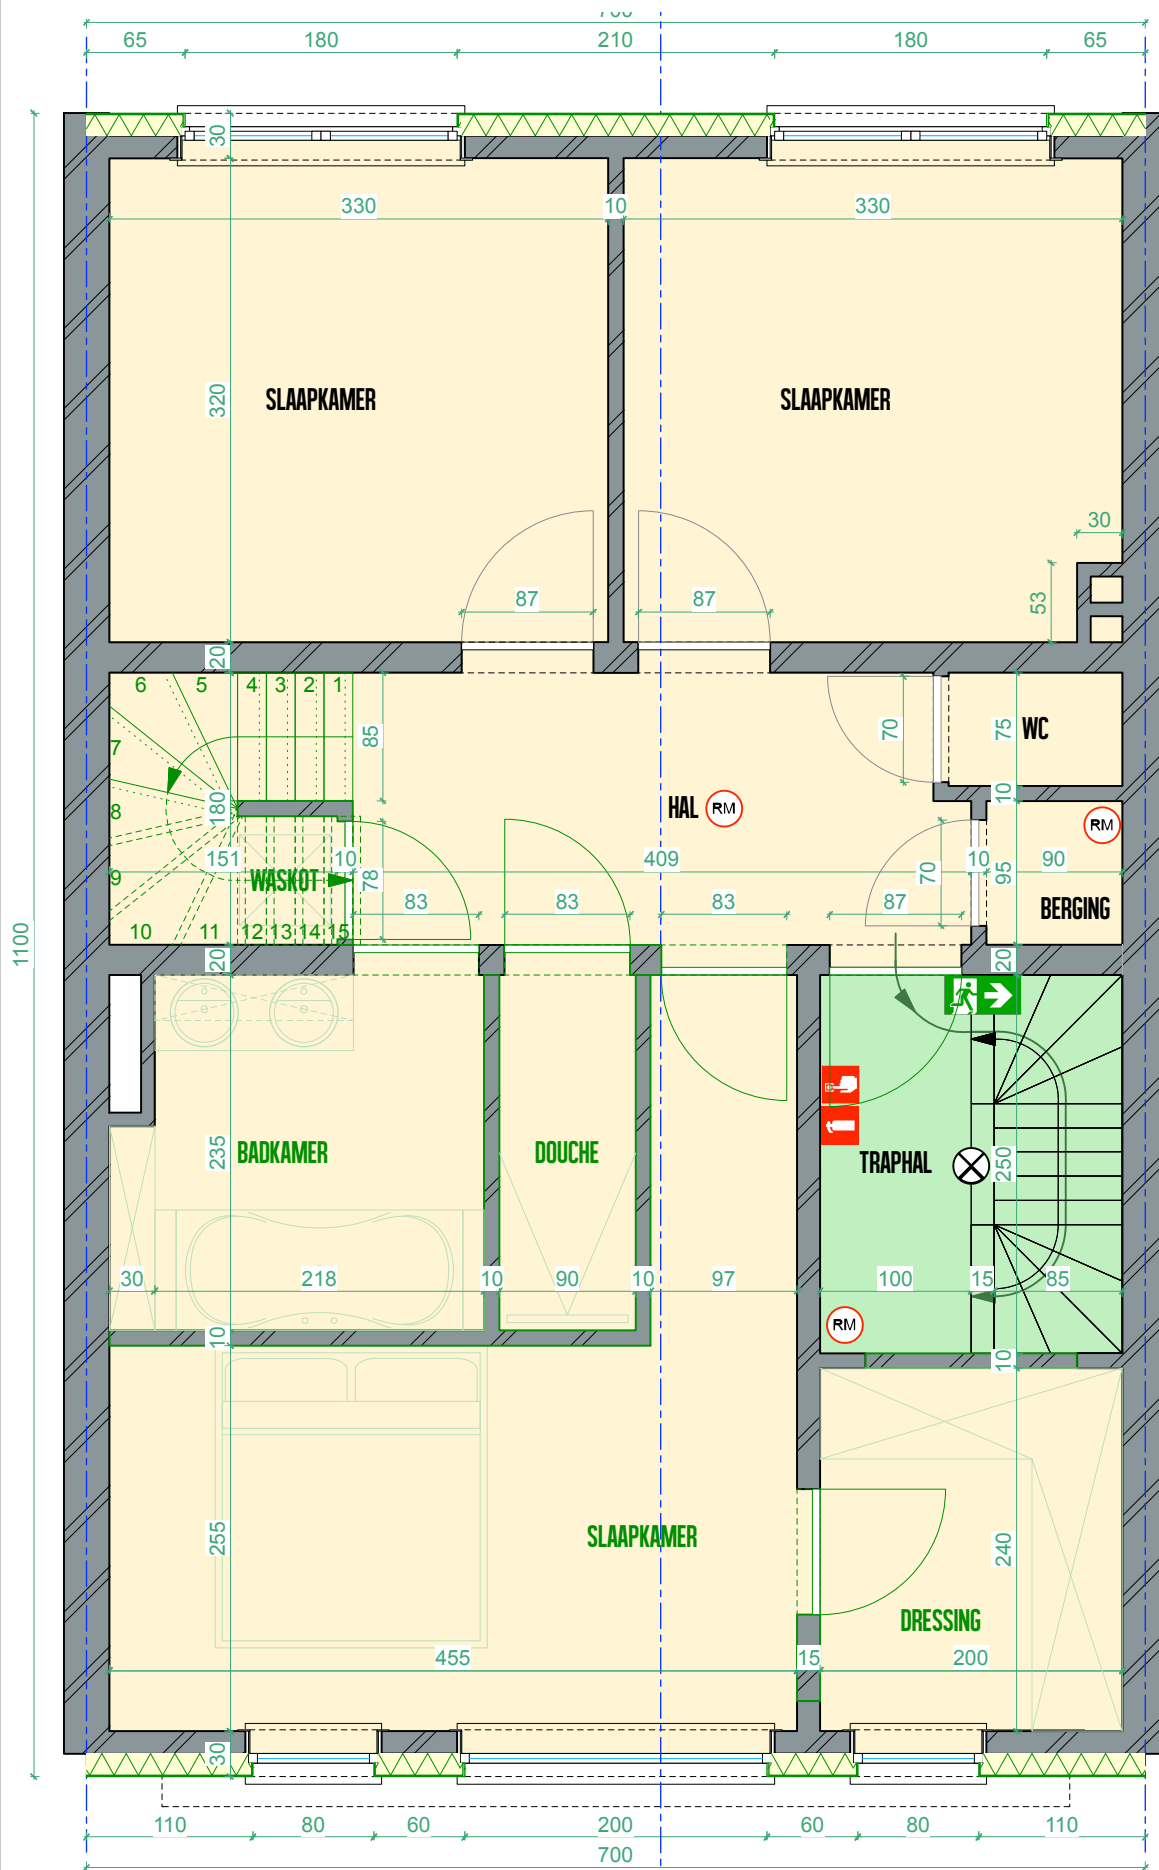 700
65 180 210 180 65
30
330 10 330
320
SLAAPKAMER SLAAPKAMER
30
53
87 87
20
6 5 4 3 2 1
7
85
70
75
WC
8
180
HAL RM
10
RM
151 10 409 10 90
9
WASKOT
78
70
95
83 83 83 87
BERGING
10 11 12 13 14 15
1100
20 20
235
BADKAMER DOUCHE TRAPHAL
250
30 218 10 90 10 97 100 15 85
RM
10 10
255
SLAAPKAMER
240
DRESSING
455 15 200
30
110 80 60 200 60 80 110
700